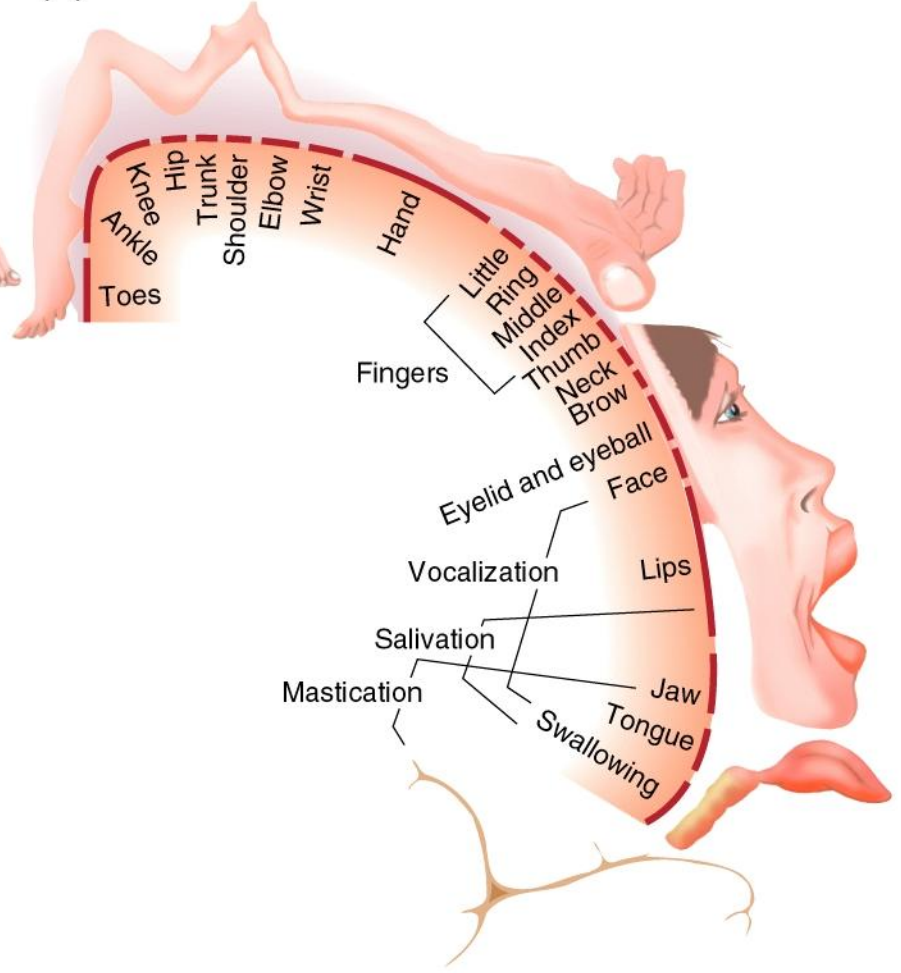 Toes
Ankle
Knee
Hip
Trunk
Shoulder
Elbow
Wrist
Hand
Little
Ring
Middle
Index
Thumb
Fingers
Neck
Brow
Eyelid and eyeball
Face
Vocalization
Lips
Salivation
Mastication
Jaw
Tongue
Swallowing